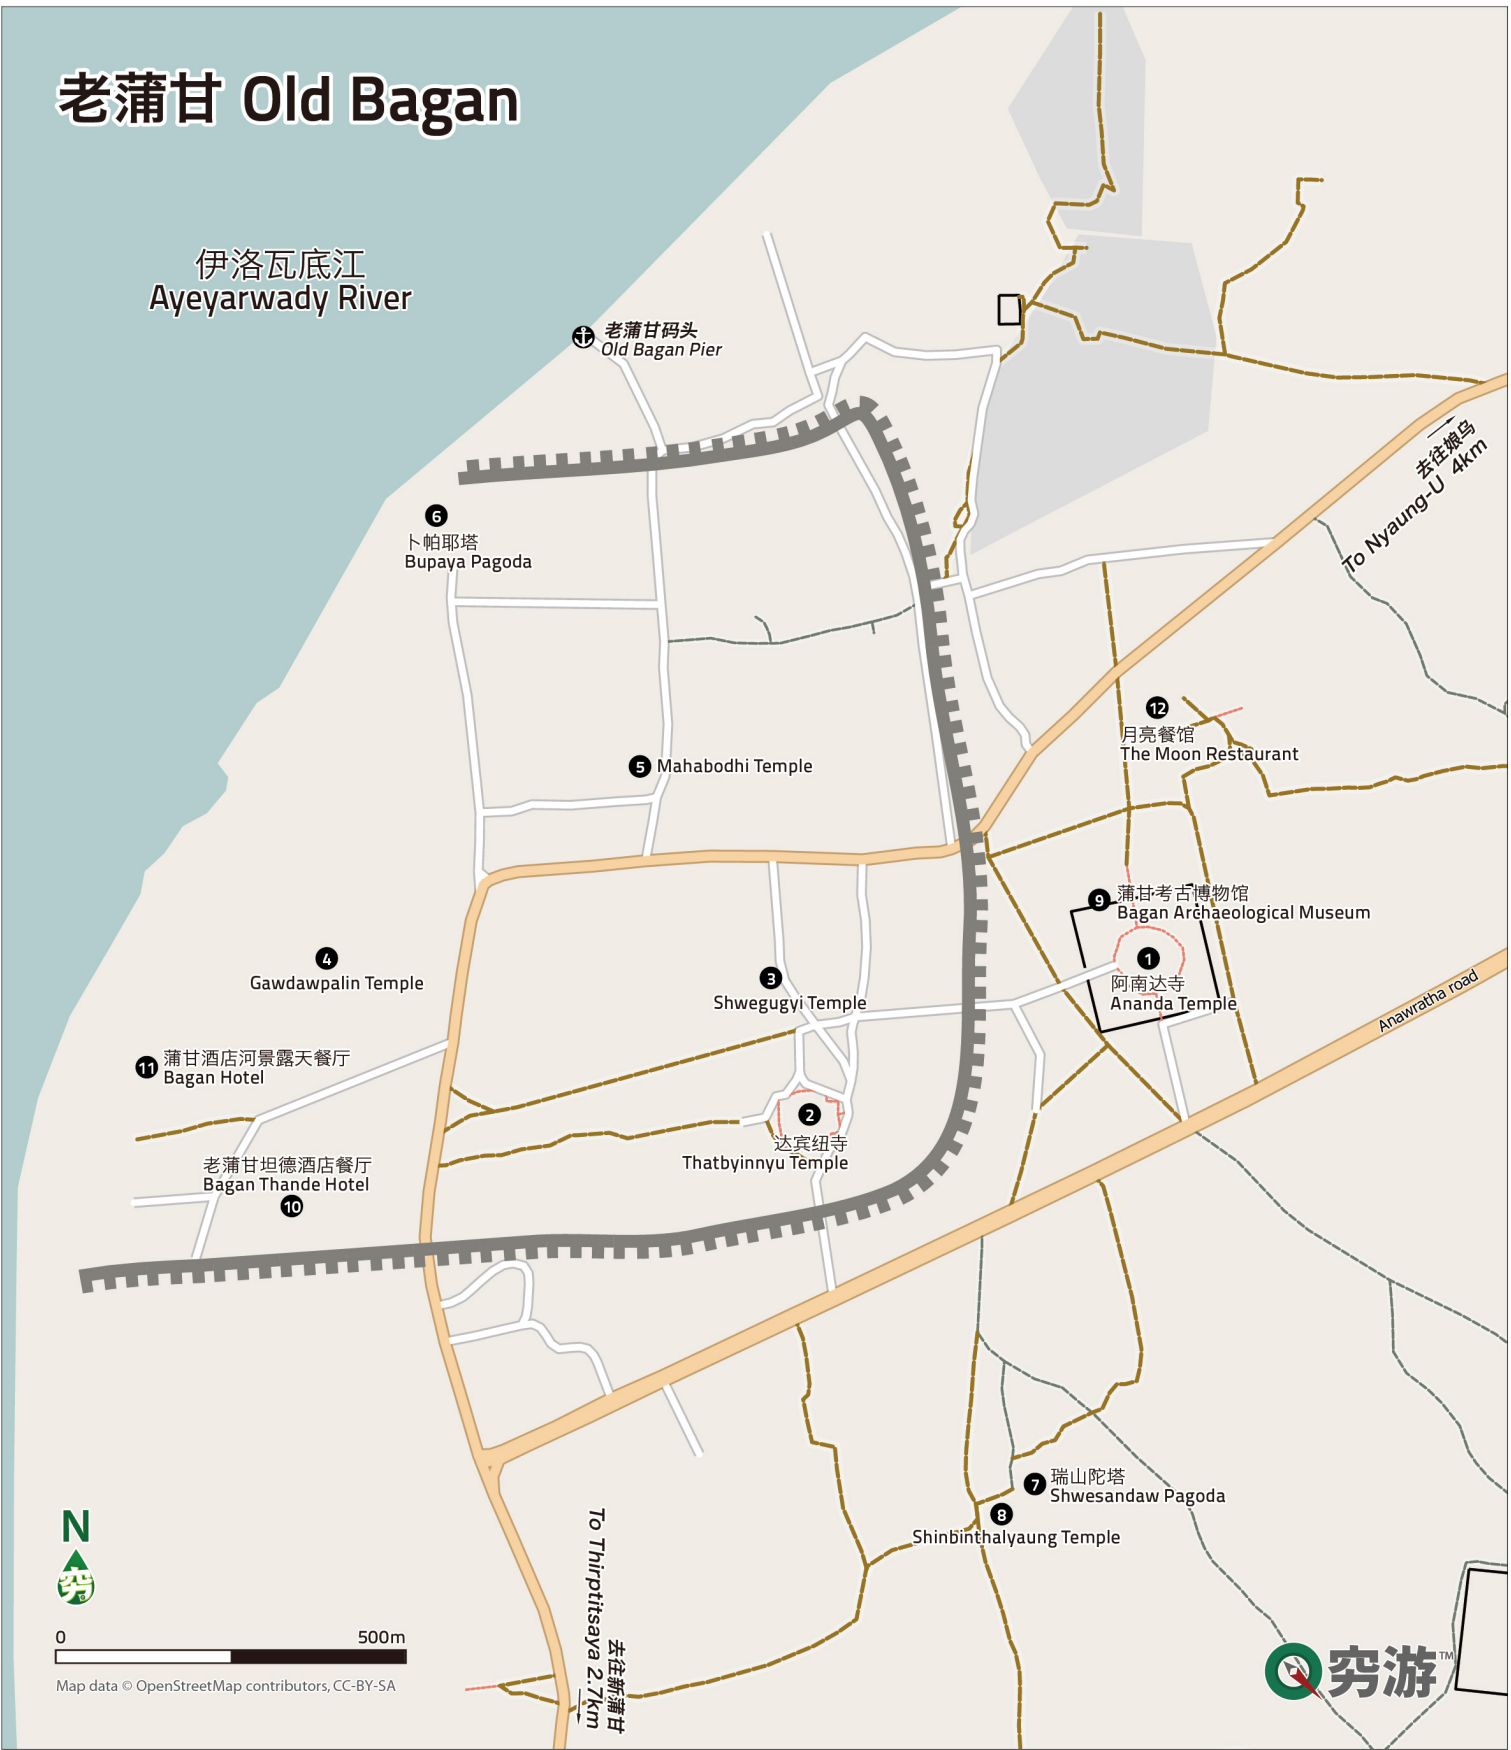 老蒲甘 Old Bagan
伊洛瓦底江
Ayeyarwady River
老蒲甘码头
Old Bagan Pier
去往娘乌
To Nyaung-U 4km
6
卜帕耶塔
Bupaya Pagoda
12
月亮餐馆
The Moon Restaurant
5 Mahabodhi Temple
9 蒲甘考古博物馆
Bagan Archaeological Museum
4
Gawdawpalin Temple
3
Shwegugyi Temple
1
阿南达寺
Ananda Temple
Anawratha road
11 蒲甘酒店河景露天餐厅
Bagan Hotel
2
达宾纽寺
Thatbyinnyu Temple
老蒲甘坦德酒店餐厅
Bagan Thande Hotel
10
7 瑞山陀塔
Shwesandaw Pagoda
8
Shinbinthalyaung Temple
去往新蒲甘
To Thirptitsaya 2.7km
N
穷
0 500m
Map data © OpenStreetMap contributors, CC-BY-SA
穷游™